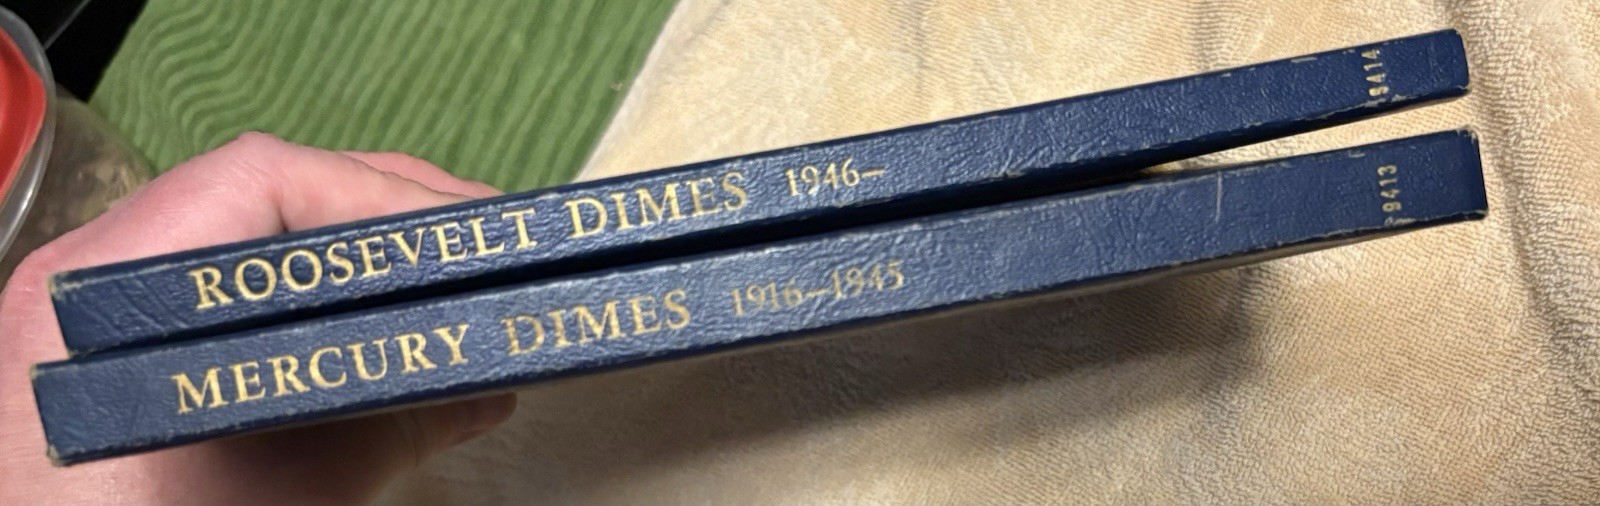 ROOSEVELT DIMES 1946–
9414
MERCURY DIMES 1916–1945
9413